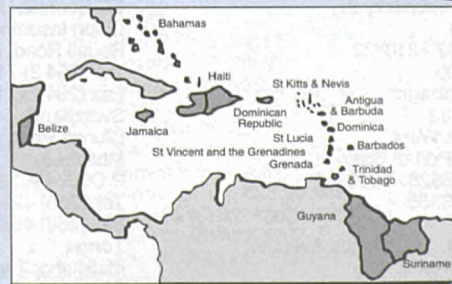 Bahamas
Haiti
St Kitts & Nevis
Antigua
& Barbuda
Belize
Jamaica
Dominican
Republic
St Lucia
Dominica
St Vincent and the Grenadines
Barbados
Grenada
Trinidad
& Tobago
Guyana
Suriname